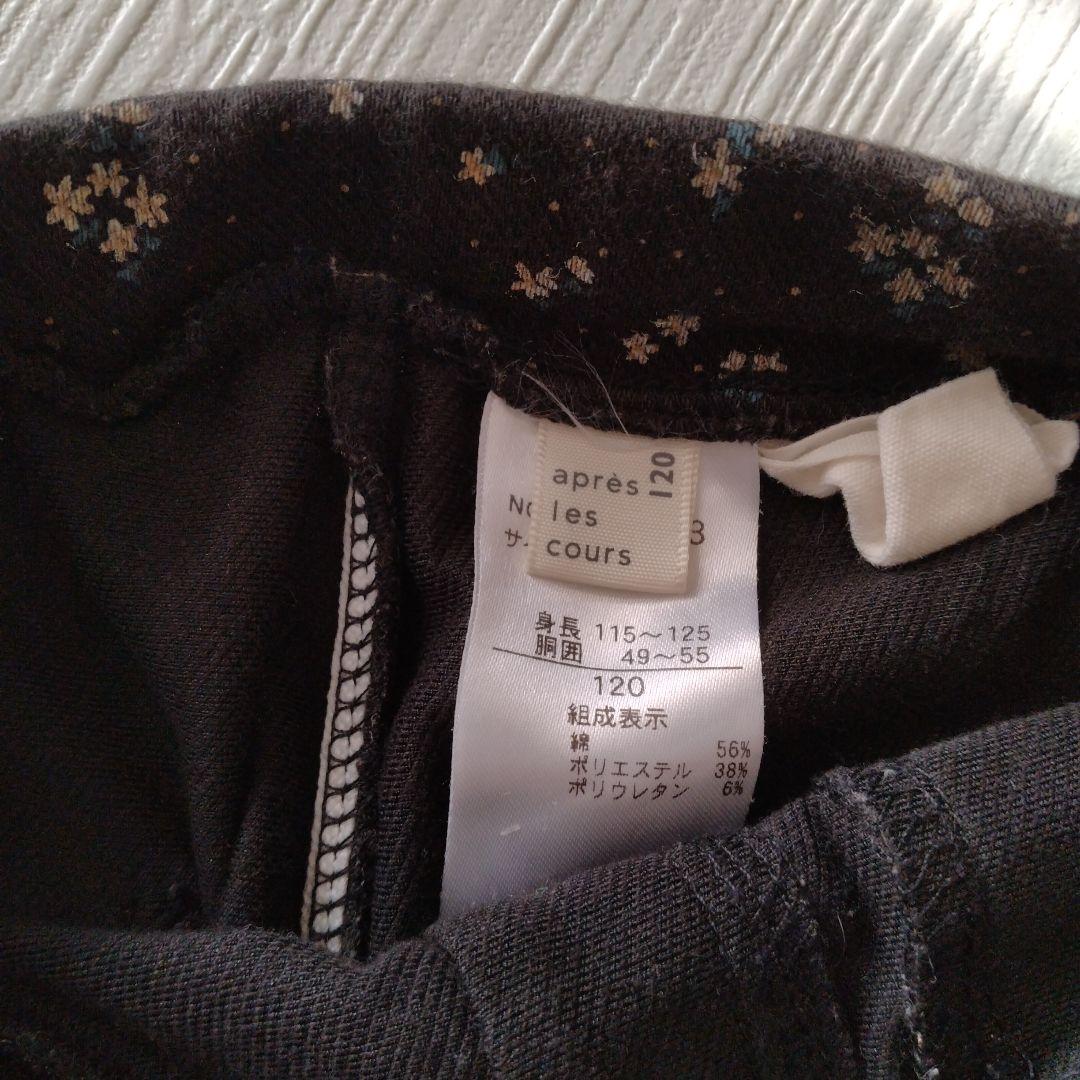 après
les
cours
120
身長 115～125
胴囲 49～55
120
組成表示
綿 56%
ポリエステル 38%
ポリウレタン 6%